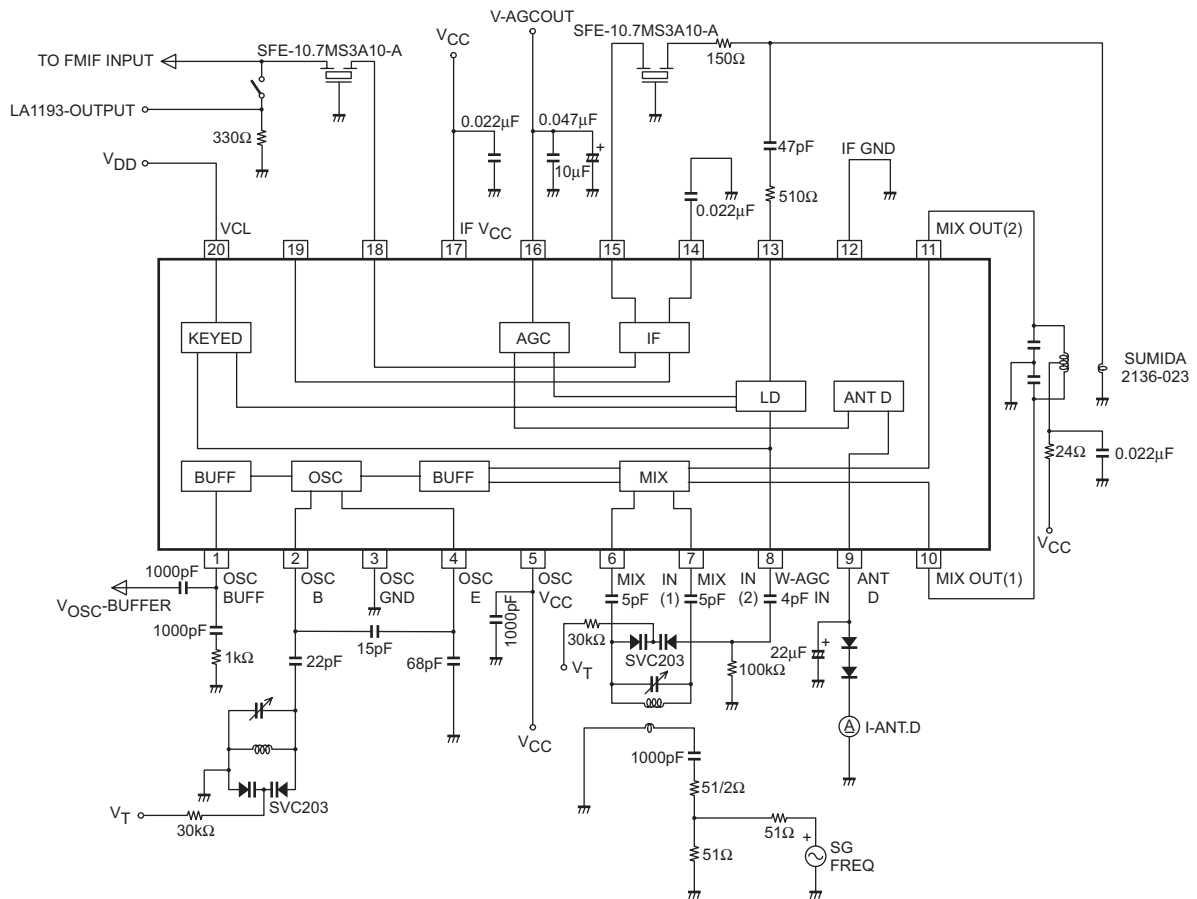 V-AGCOUT
SFE-10.7MS3A10-A
VCC
SFE-10.7MS3A10-A
TO FMIF INPUT
150Ω
LA1193-OUTPUT
330Ω
0.022μF
0.047μF
+
10μF
47pF
IF GND
VDD
510Ω
0.022μF
VCL
IF VCC
MIX OUT(2)
20
19
18
17
16
15
14
13
12
11
KEYED
AGC
IF
SUMIDA
2136-023
LD
ANT D
24Ω
0.022μF
BUFF
OSC
BUFF
MIX
VCC
1
2
3
4
5
6
7
8
9
10
1000pF
OSC
BUFF
OSC
B
OSC
GND
OSC
E
OSC
VCC
MIX
5pF
IN
(1)
MIX
5pF
IN
(2)
W-AGC
4pF IN
ANT
D
MIX OUT(1)
VOSC-BUFFER
1000pF
1kΩ
22pF
15pF
68pF
1000pF
30kΩ
VT
SVC203
100kΩ
22μF
+
A
I-ANT.D
VCC
1000pF
SVC203
VT
30kΩ
51/2Ω
51Ω
51Ω
+
SG
FREQ